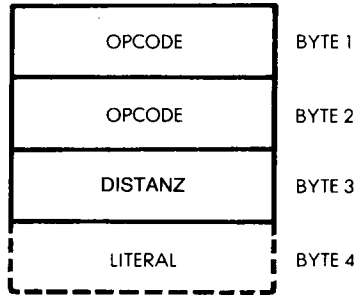 OPCODE BYTE 1
OPCODE BYTE 2
DISTANZ BYTE 3
LITERAL BYTE 4